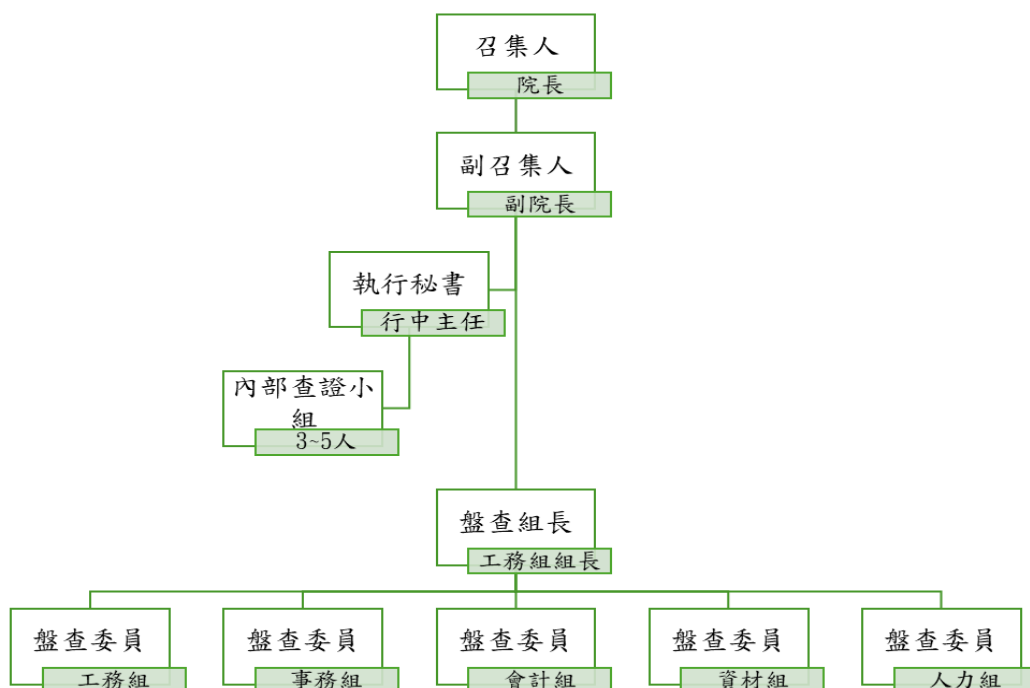 召集人
院長
副召集人
副院長
執行秘書
行中主任
內部查證小
組
3~5人
盤查組長
工務組組長
盤查委員
工務組
盤查委員
事務組
盤查委員
會計組
盤查委員
資材組
盤查委員
人力組